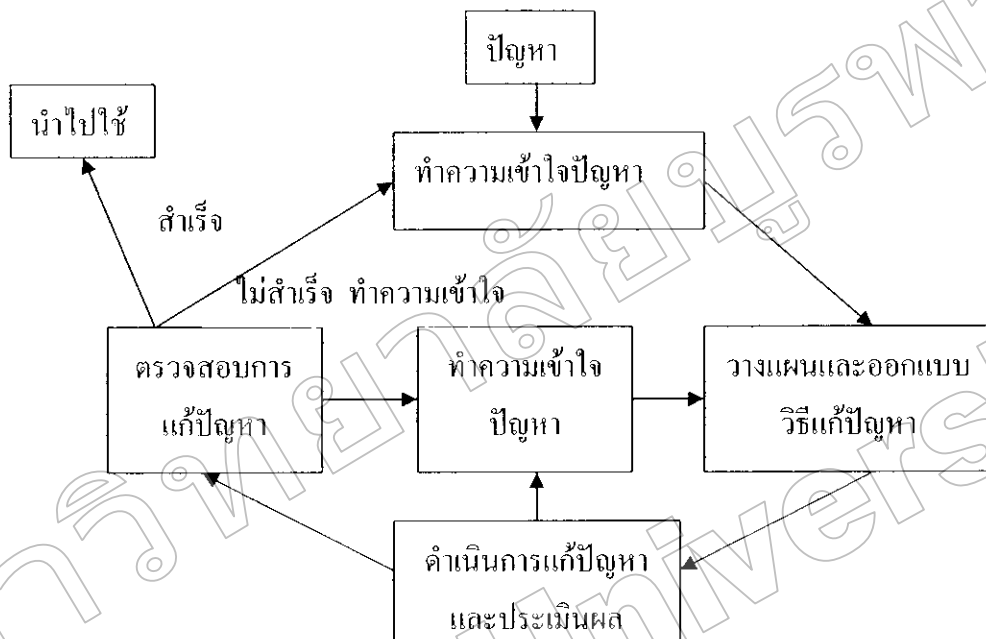 ปัญหา
นำไปใช้
ทำความเข้าใจปัญหา
สำเร็จ
ไม่สำเร็จ ทำความเข้าใจ
ตรวจสอบการ
แก้ปัญหา
ทำความเข้าใจ
ปัญหา
วางแผนและออกแบบ
วิธีแก้ปัญหา
ดำเนินการแก้ปัญหา
และประเมินผล